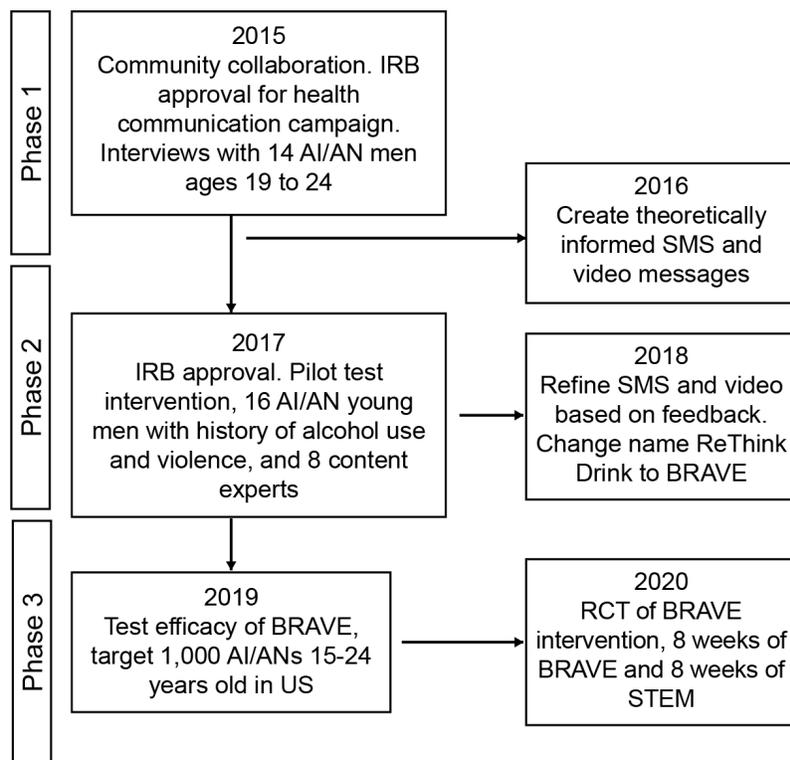 Phase 1
2015
Community collaboration. IRB
approval for health
communication campaign.
Interviews with 14 AI/AN men
ages 19 to 24
2016
Create theoretically
informed SMS and
video messages
Phase 2
2017
IRB approval. Pilot test
intervention, 16 AI/AN young
men with history of alcohol use
and violence, and 8 content
experts
2018
Refine SMS and video
based on feedback.
Change name ReThink
Drink to BRAVE
Phase 3
2019
Test efficacy of BRAVE,
target 1,000 AI/ANs 15-24
years old in US
2020
RCT of BRAVE
intervention, 8 weeks of
BRAVE and 8 weeks of
STEM